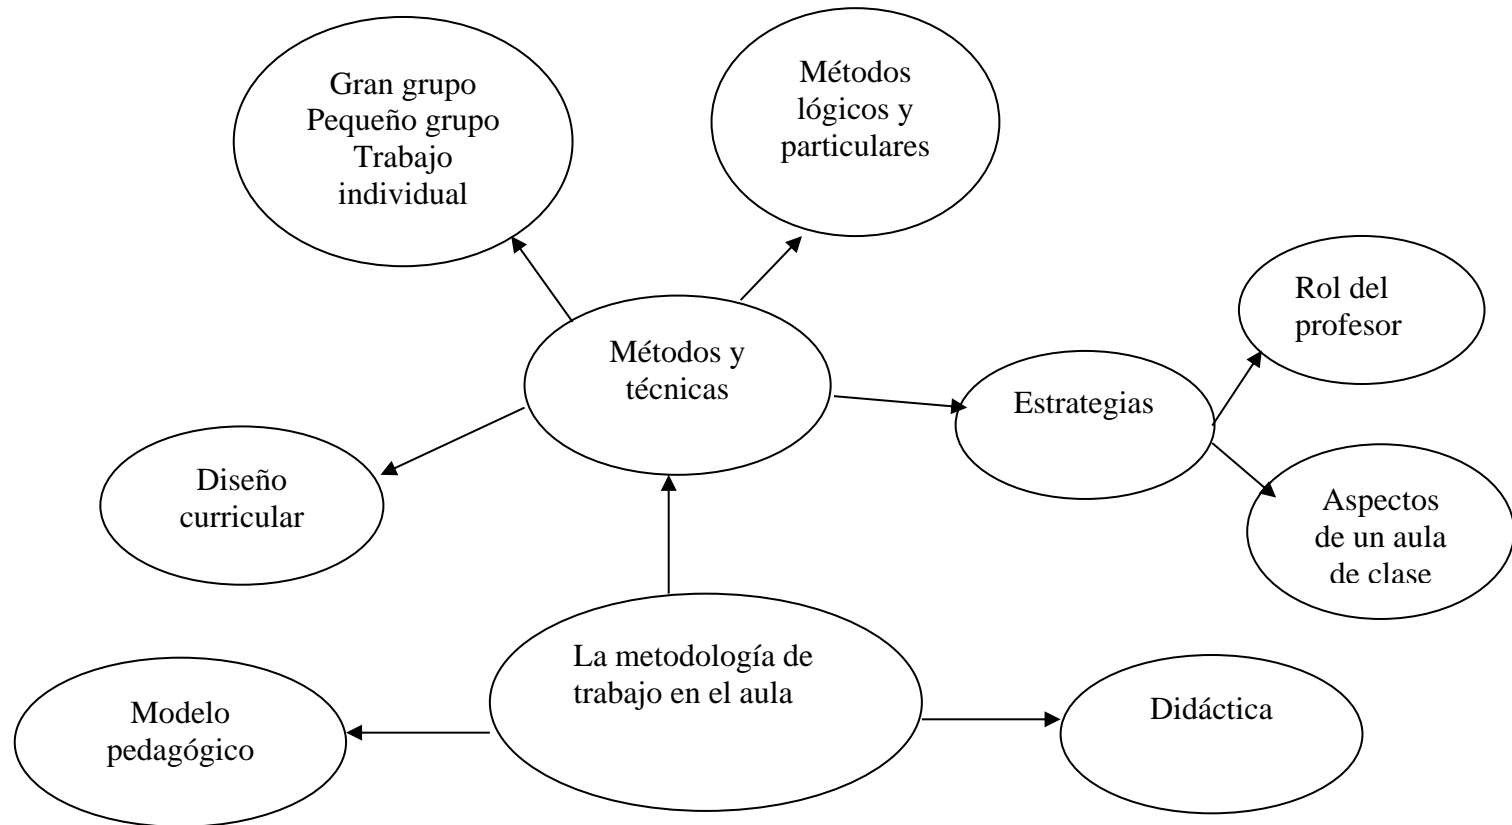 Gran grupo
Pequeño grupo
Trabajo
individual
Métodos
lógicos y
particulares
Rol del
profesor
Métodos y
técnicas
Estrategias
Diseño
curricular
Aspectos
de un aula
de clase
La metodología de
trabajo en el aula
Modelo
pedagógico
Didáctica